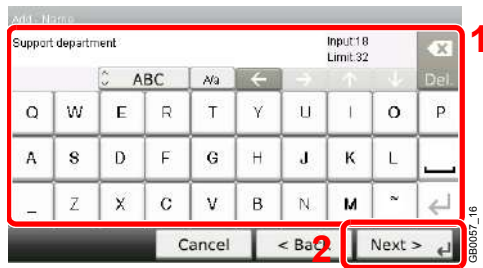 Add - Name
Support department
Input:18
Limit:32
ABC
A/a
Del.
Q W E R T Y U I O P
A S D F G H J K L
_ Z X C V B N M ~
Cancel
< Back
Next >
1
2
GB0057_16